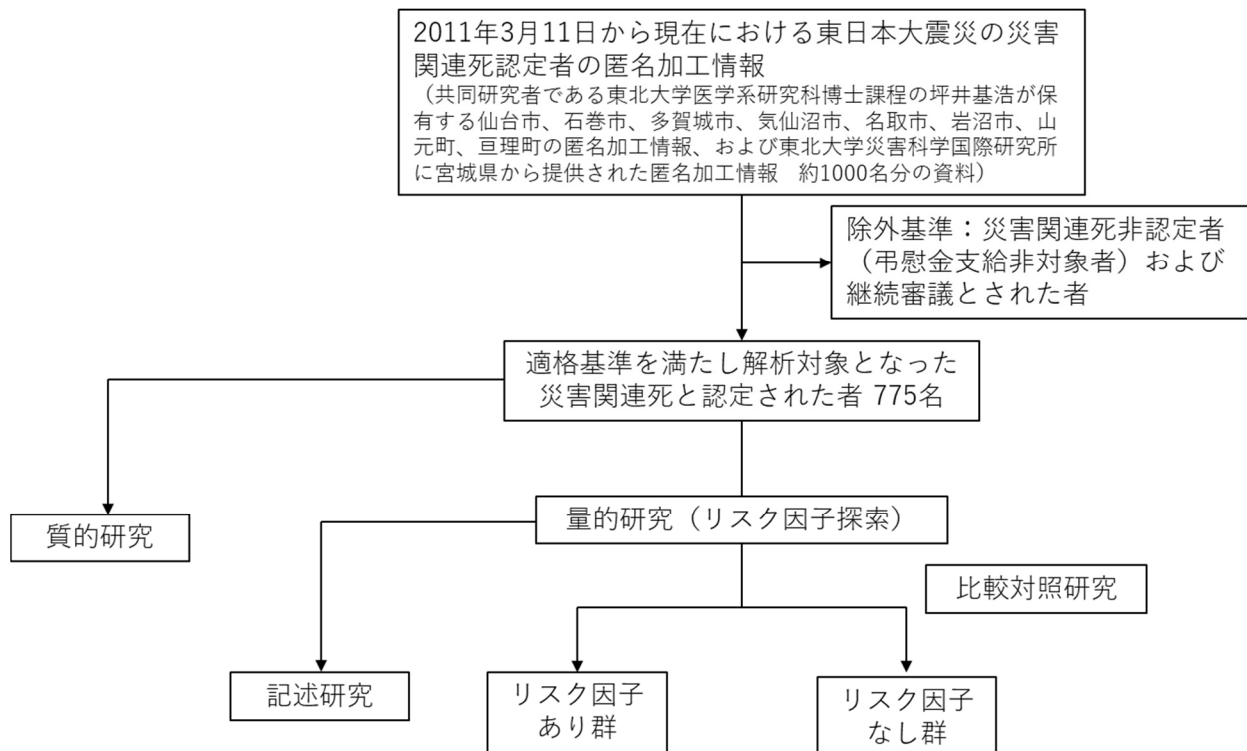 2011年3月11日から現在における東日本大震災の災害
関連死認定者の匿名加工情報
（共同研究者である東北大学医学系研究科博士課程の坪井基浩が保
有する仙台市、石巻市、多賀城市、気仙沼市、名取市、岩沼市、山
元町、亘理町の匿名加工情報、および東北大学災害科学国際研究所
に宮城県から提供された匿名加工情報　約1000名分の資料）
除外基準：災害関連死非認定者
（弔慰金支給非対象者）および
継続審議とされた者
適格基準を満たし解析対象となった
災害関連死と認定された者 775名
質的研究
量的研究（リスク因子探索）
比較対照研究
記述研究
リスク因子
あり群
リスク因子
なし群